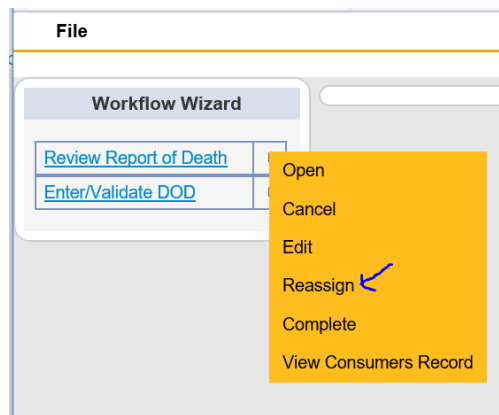 File
Workflow Wizard
Review Report of Death
Enter/Validate DOD
Open
Cancel
Edit
Reassign
Complete
View Consumers Record